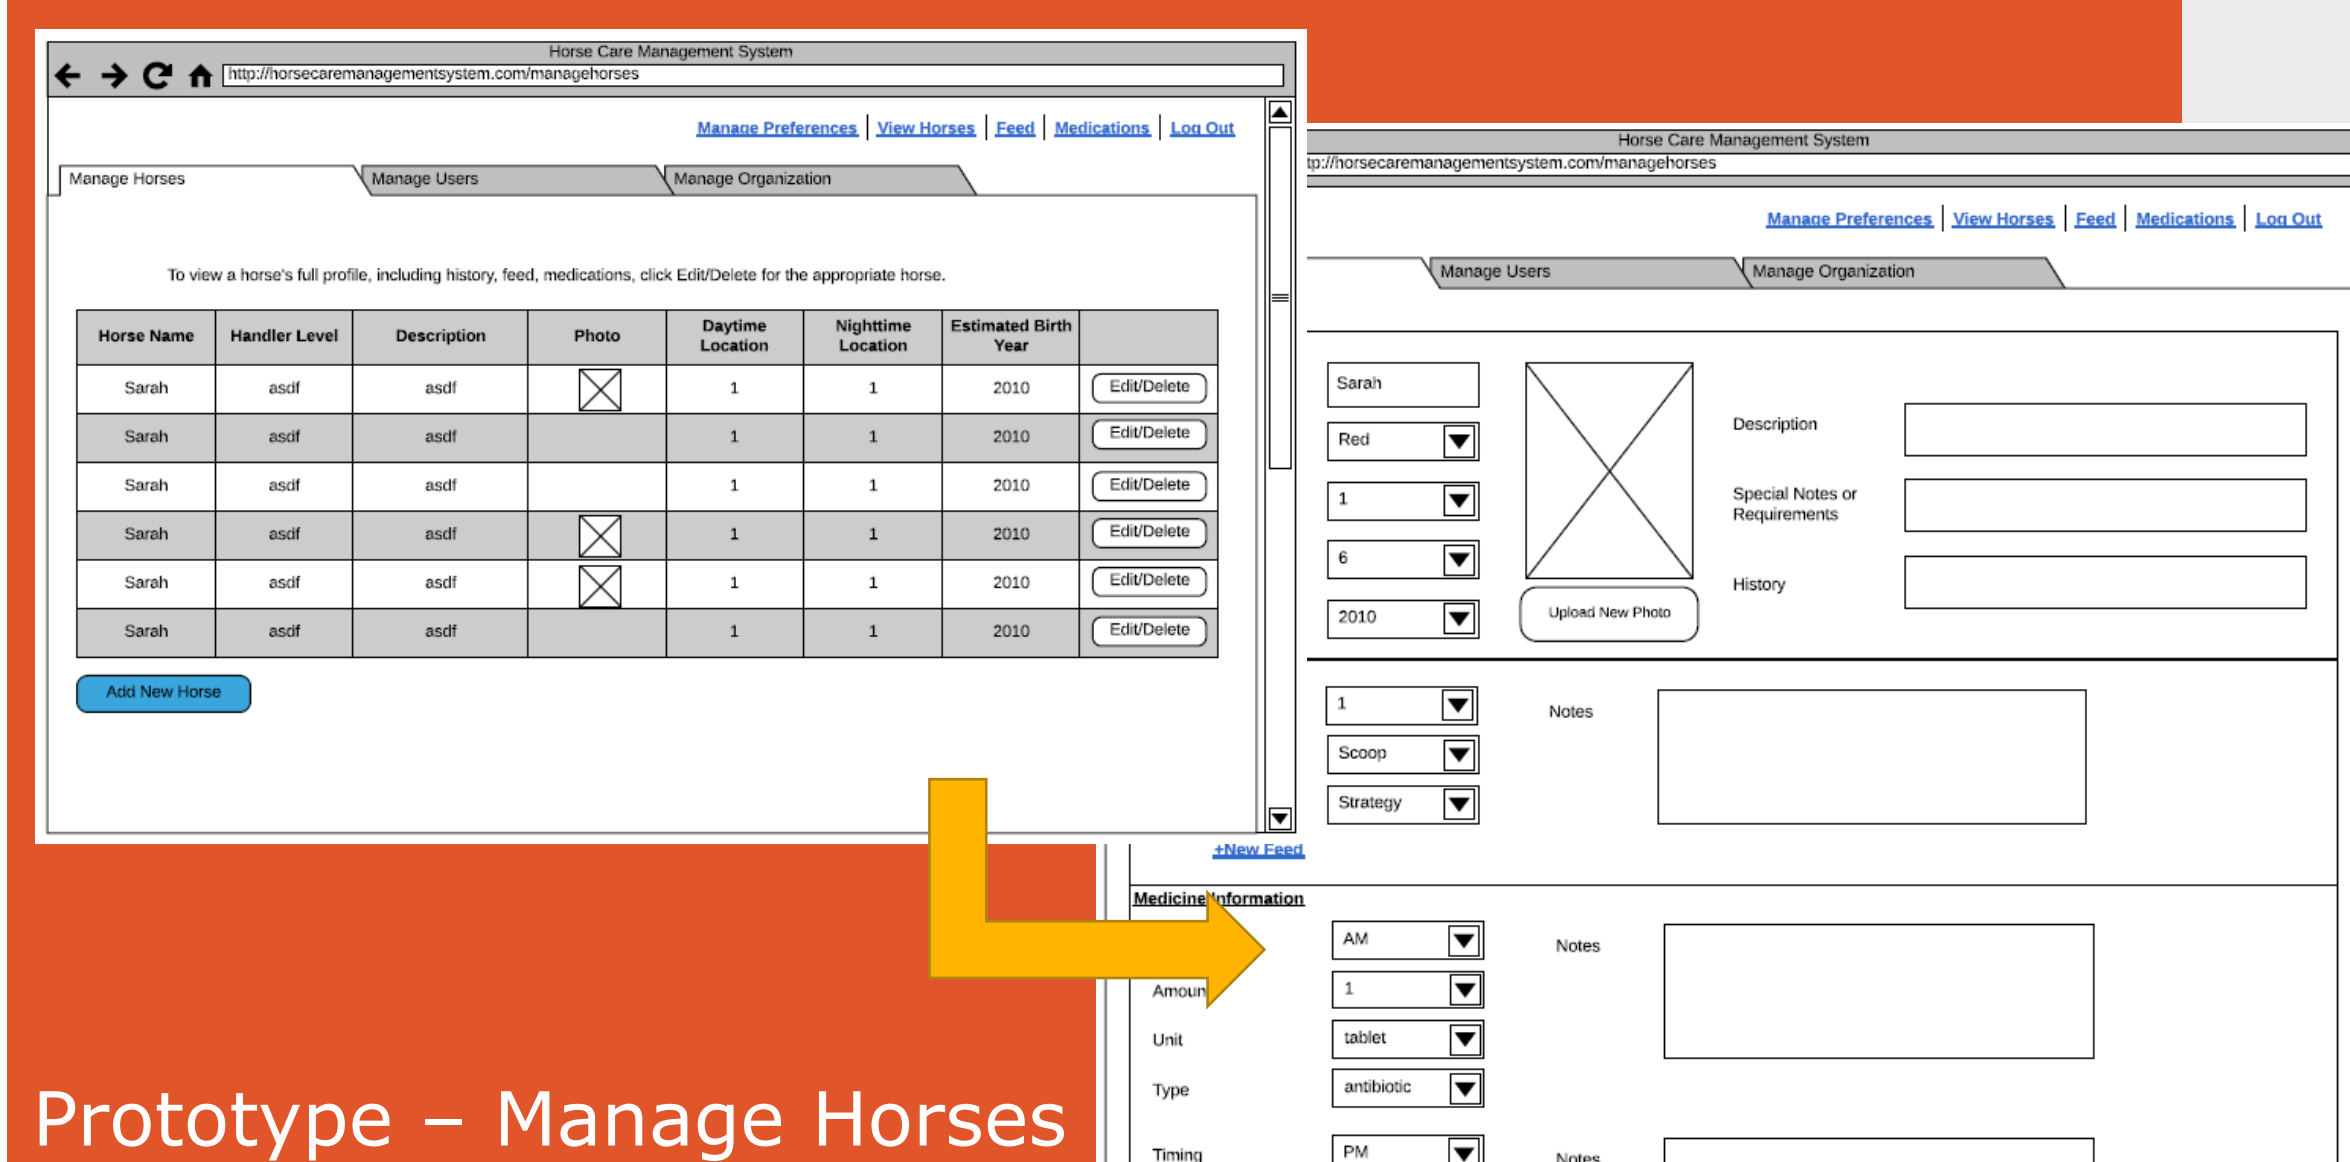 Horse Care Management System
http://horsecaremanagementsystem.com/managehorses
Manage Preferences | View Horses | Feed | Medications | Log Out
Manage Horses Manage Users Manage Organization
To view a horse's full profile, including history, feed, medications, click Edit/Delete for the appropriate horse.
Horse Name Handler Level Description Photo Daytime Location Nighttime Location Estimated Birth Year
Sarah asdf asdf 1 1 2010 Edit/Delete
Sarah asdf asdf 1 1 2010 Edit/Delete
Sarah asdf asdf 1 1 2010 Edit/Delete
Sarah asdf asdf 1 1 2010 Edit/Delete
Sarah asdf asdf 1 1 2010 Edit/Delete
Sarah asdf asdf 1 1 2010 Edit/Delete
Add New Horse
Horse Care Management System
tp://horsecaremanagementsystem.com/managehorses
Manage Preferences | View Horses | Feed | Medications | Log Out
Manage Users Manage Organization
Sarah
Red
1
6
2010
Upload New Photo
Description
Special Notes or
Requirements
History
1 Notes
Scoop
Strategy
+New Feed
Medicine Information
AM Notes
Amoun 1
Unit tablet
Type antibiotic
Timing PM Notes
Prototype – Manage Horses